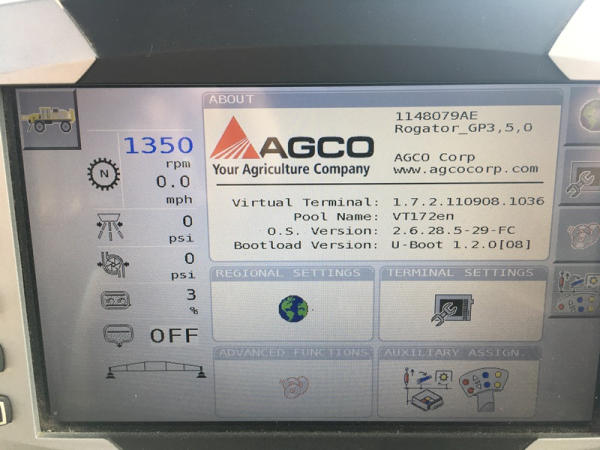 ABOUT
1148079AE
Rogator_GP3,5,0
AGCO
Your Agriculture Company
AGCO Corp
www.agcocorp.com
Virtual Terminal: 1.7.2.110908.1036
Pool Name: VT172en
O.S. Version: 2.6.28.5-29-FC
Bootload Version: U-Boot 1.2.0[08]
1350
rpm
N
0.0
mph
0
psi
0
psi
3
%
OFF
REGIONAL SETTINGS
TERMINAL SETTINGS
ADVANCED FUNCTIONS
AUXILIARY ASSIGN.